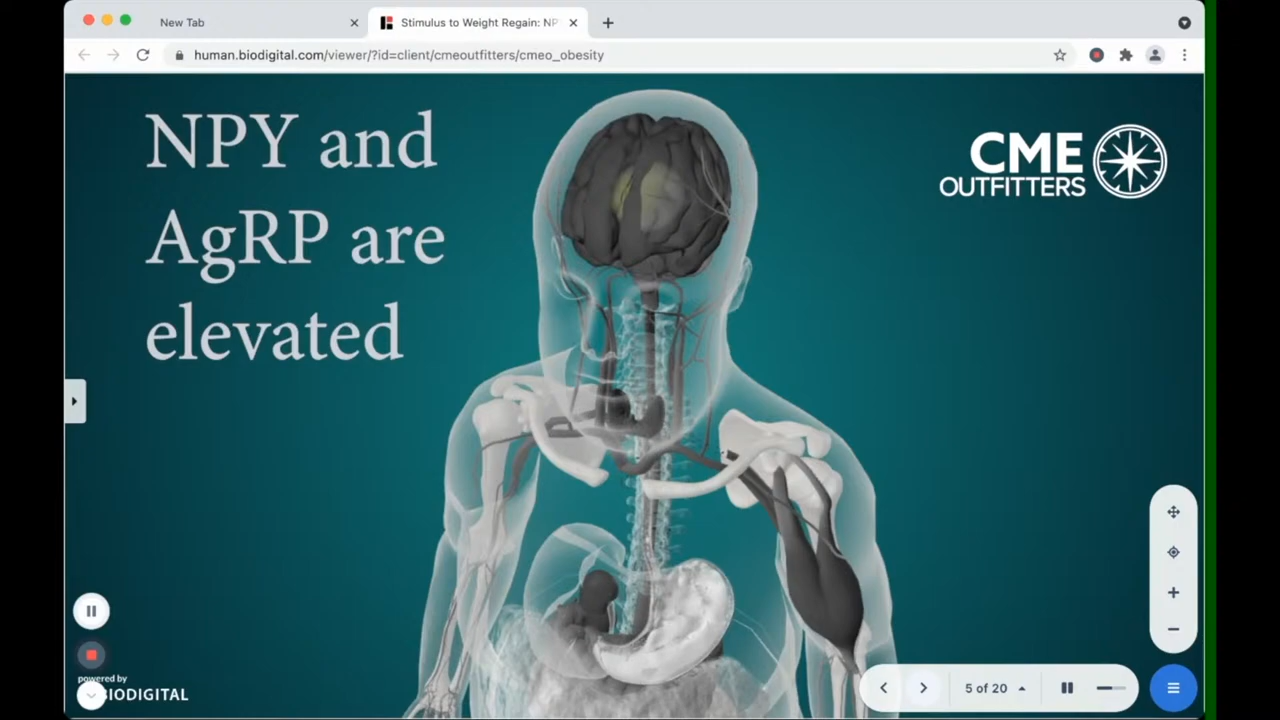 New Tab
Stimulus to Weight Regain: NP
human.biodigital.com/viewer/?id=client/cmeoutfitters/cmeo_obesity
NPY and
AgRP are
elevated
CME
OUTFITTERS
powered by
BIODIGITAL
5 of 20